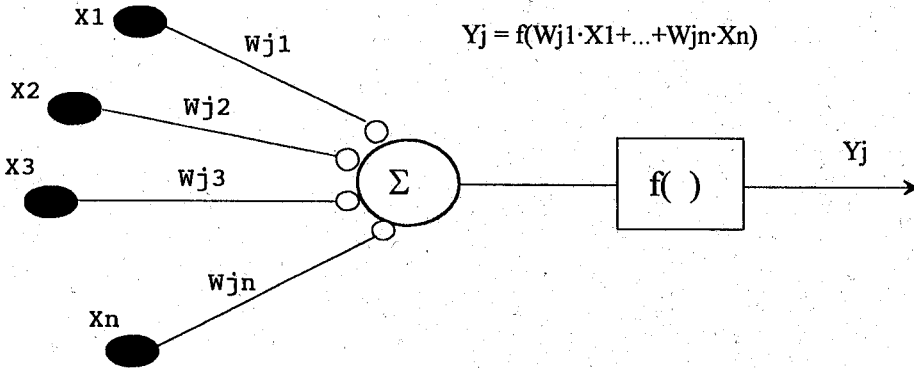 X1
Wj1
Yj = f(Wj1·X1+...+Wjn·Xn)
X2
Wj2
X3
Wj3
Σ
f( )
Yj
Wjn
Xn